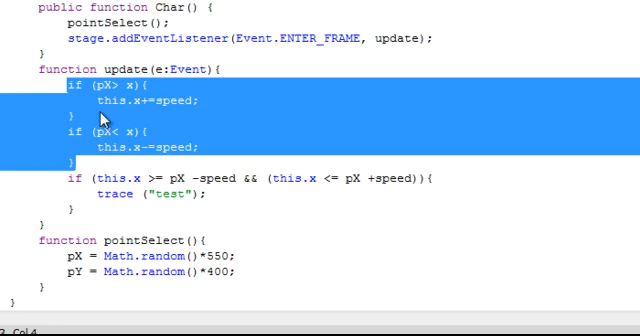 public function Char() {
pointSelect();
stage.addEventListener(Event.ENTER_FRAME, update);
}
function update(e:Event){
if (pX> x){
this.x+=speed;
}
if (pX< x){
this.x-=speed;
}
if (this.x >= pX -speed && (this.x <= pX +speed)){
trace ("test");
}
}
function pointSelect(){
pX = Math.random()*550;
pY = Math.random()*400;
}
}
Col 4